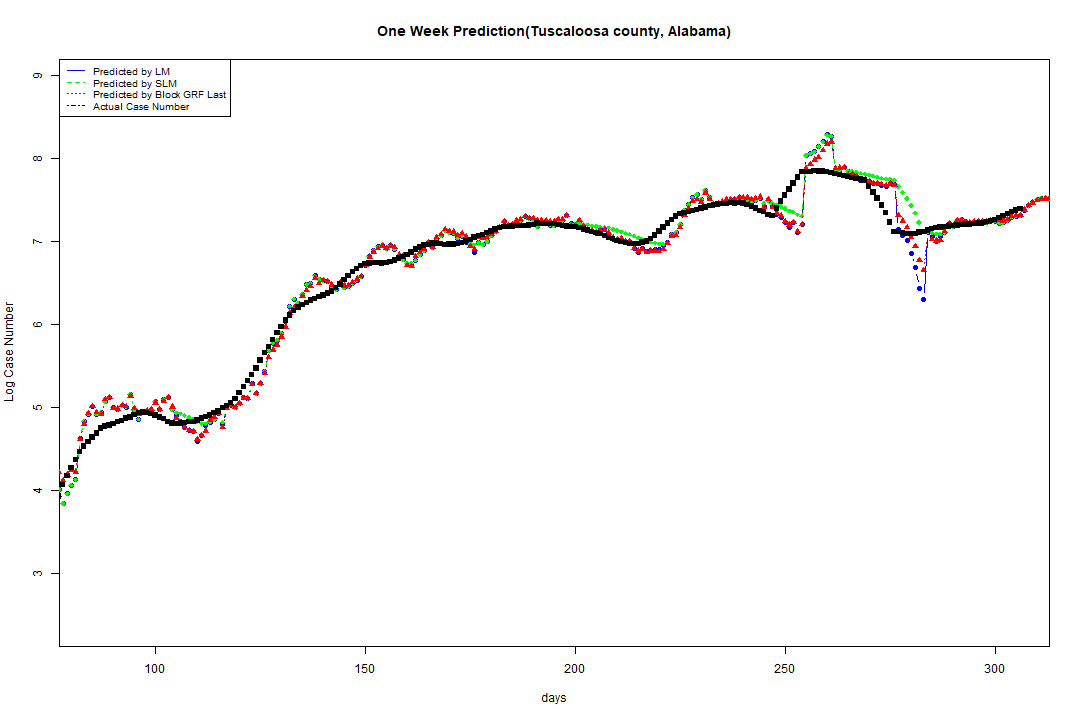 One Week Prediction(Tuscaloosa county, Alabama)
Predicted by LM
Predicted by SLM
Predicted by Block GRF Last
Actual Case Number
Log Case Number
9
8
7
6
5
4
3
100 150 200 250 300
days